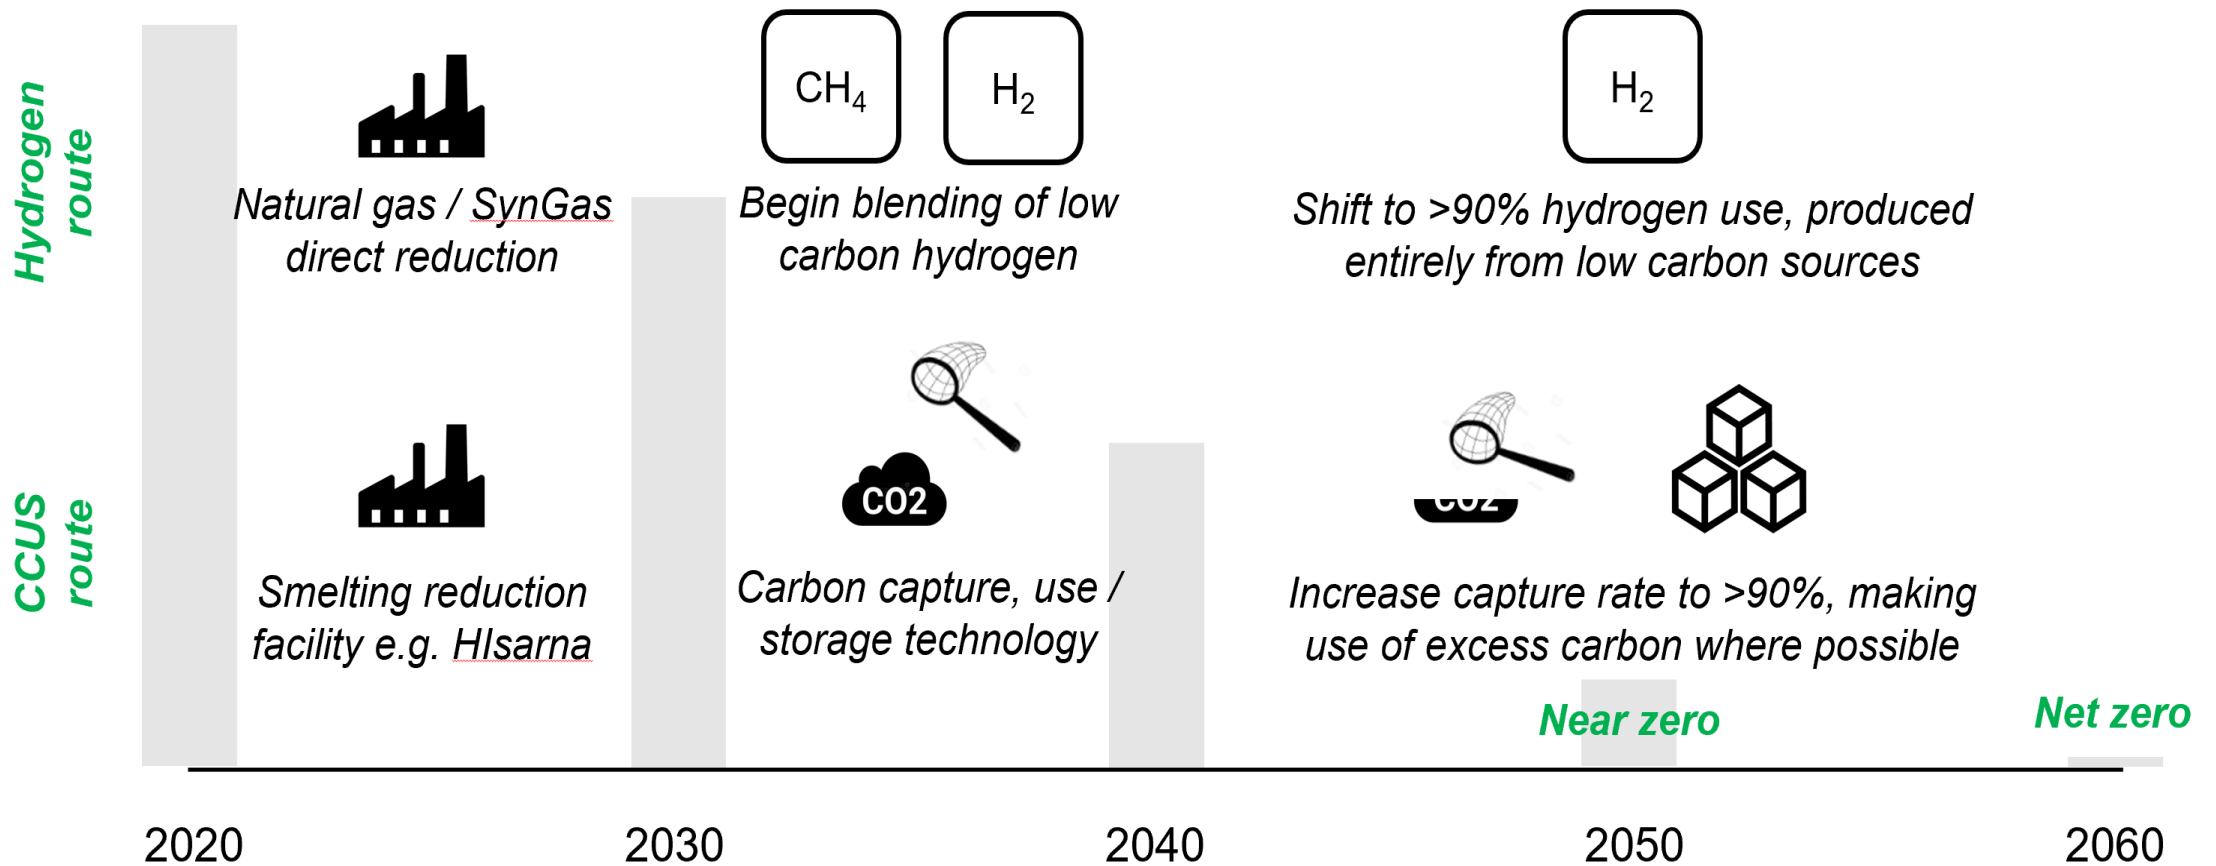 Hydrogen
route
CH₄
H₂
H₂
Natural gas / SynGas
direct reduction
Begin blending of low
carbon hydrogen
Shift to >90% hydrogen use, produced
entirely from low carbon sources
CCUS
route
CO2
CO2
Smelting reduction
facility e.g. HIsarna
Carbon capture, use /
storage technology
Increase capture rate to >90%, making
use of excess carbon where possible
Near zero
Net zero
2020
2030
2040
2050
2060